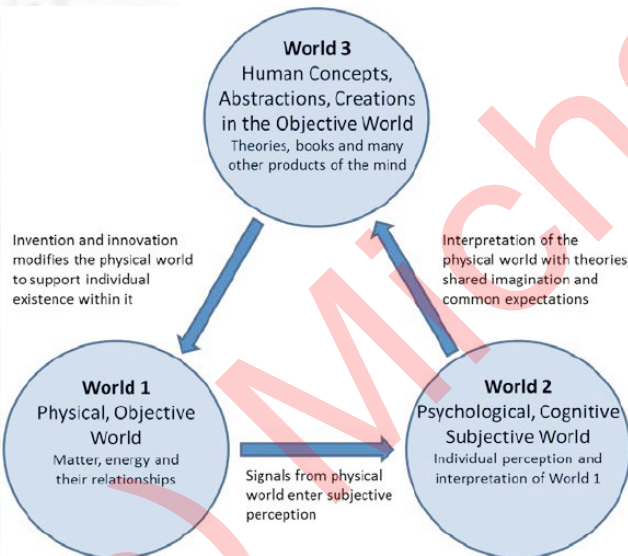 World 3
Human Concepts,
Abstractions, Creations
in the Objective World
Theories, books and many
other products of the mind
Invention and innovation
modifies the physical world
to support individual
existence within it
Interpretation of the
physical world with theories,
shared imagination and
common expectations
World 1
Physical, Objective
World
Matter, energy and
their relationships
World 2
Psychological, Cognitive
Subjective World
Individual perception and
interpretation of World 1
Signals from physical
world enter subjective
perception